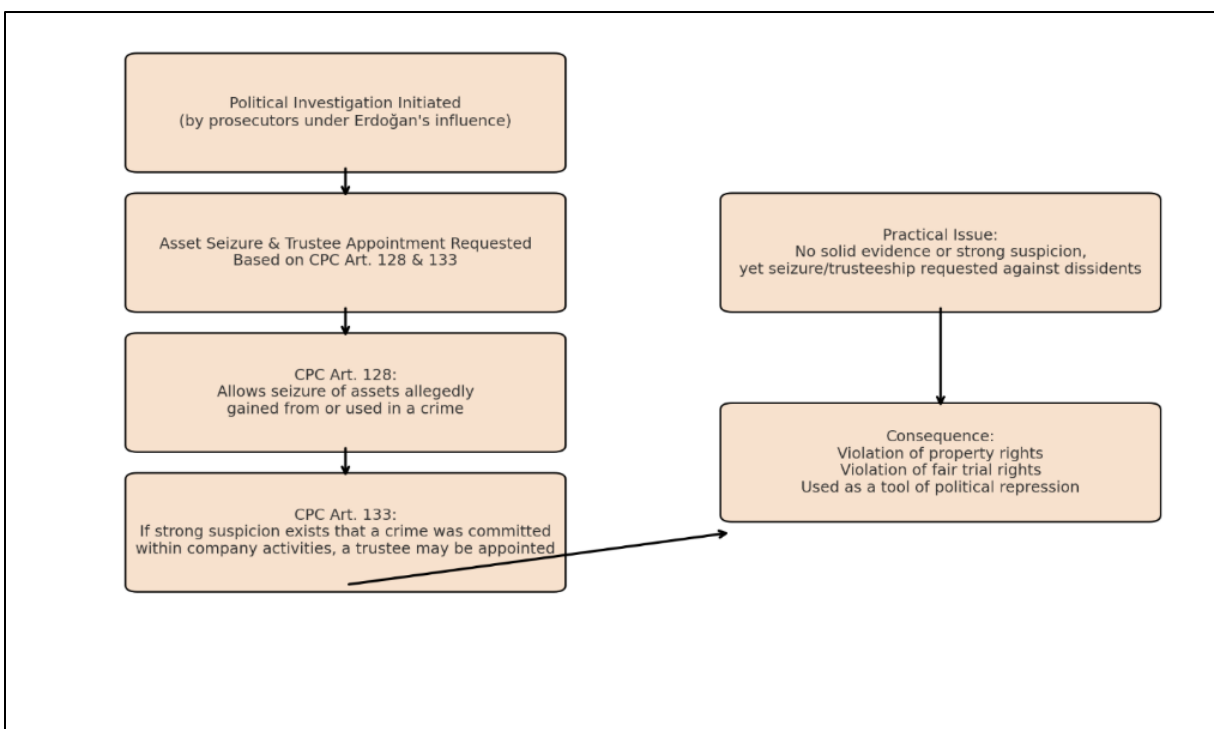 Political Investigation Initiated
(by prosecutors under Erdoğan's influence)
Asset Seizure & Trustee Appointment Requested
Based on CPC Art. 128 & 133
CPC Art. 128:
Allows seizure of assets allegedly
gained from or used in a crime
CPC Art. 133:
If strong suspicion exists that a crime was committed
within company activities, a trustee may be appointed
Practical Issue:
No solid evidence or strong suspicion,
yet seizure/trusteeship requested against dissidents
Consequence:
Violation of property rights
Violation of fair trial rights
Used as a tool of political repression